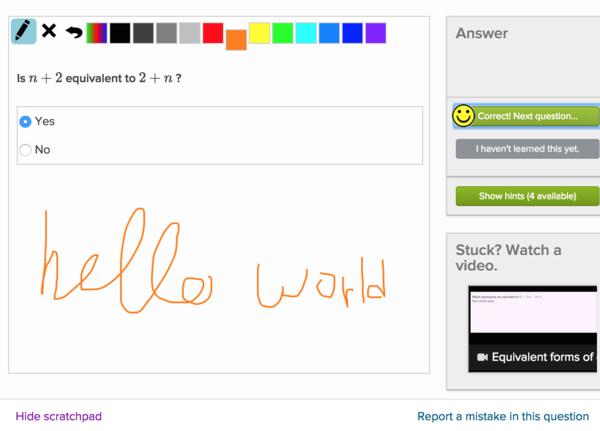 Is n + 2 equivalent to 2 + n ?
Yes
No
hello world
Answer
Correct! Next question...
I haven't learned this yet.
Show hints (4 available)
Stuck? Watch a
video.
Equivalent forms of
Hide scratchpad
Report a mistake in this question